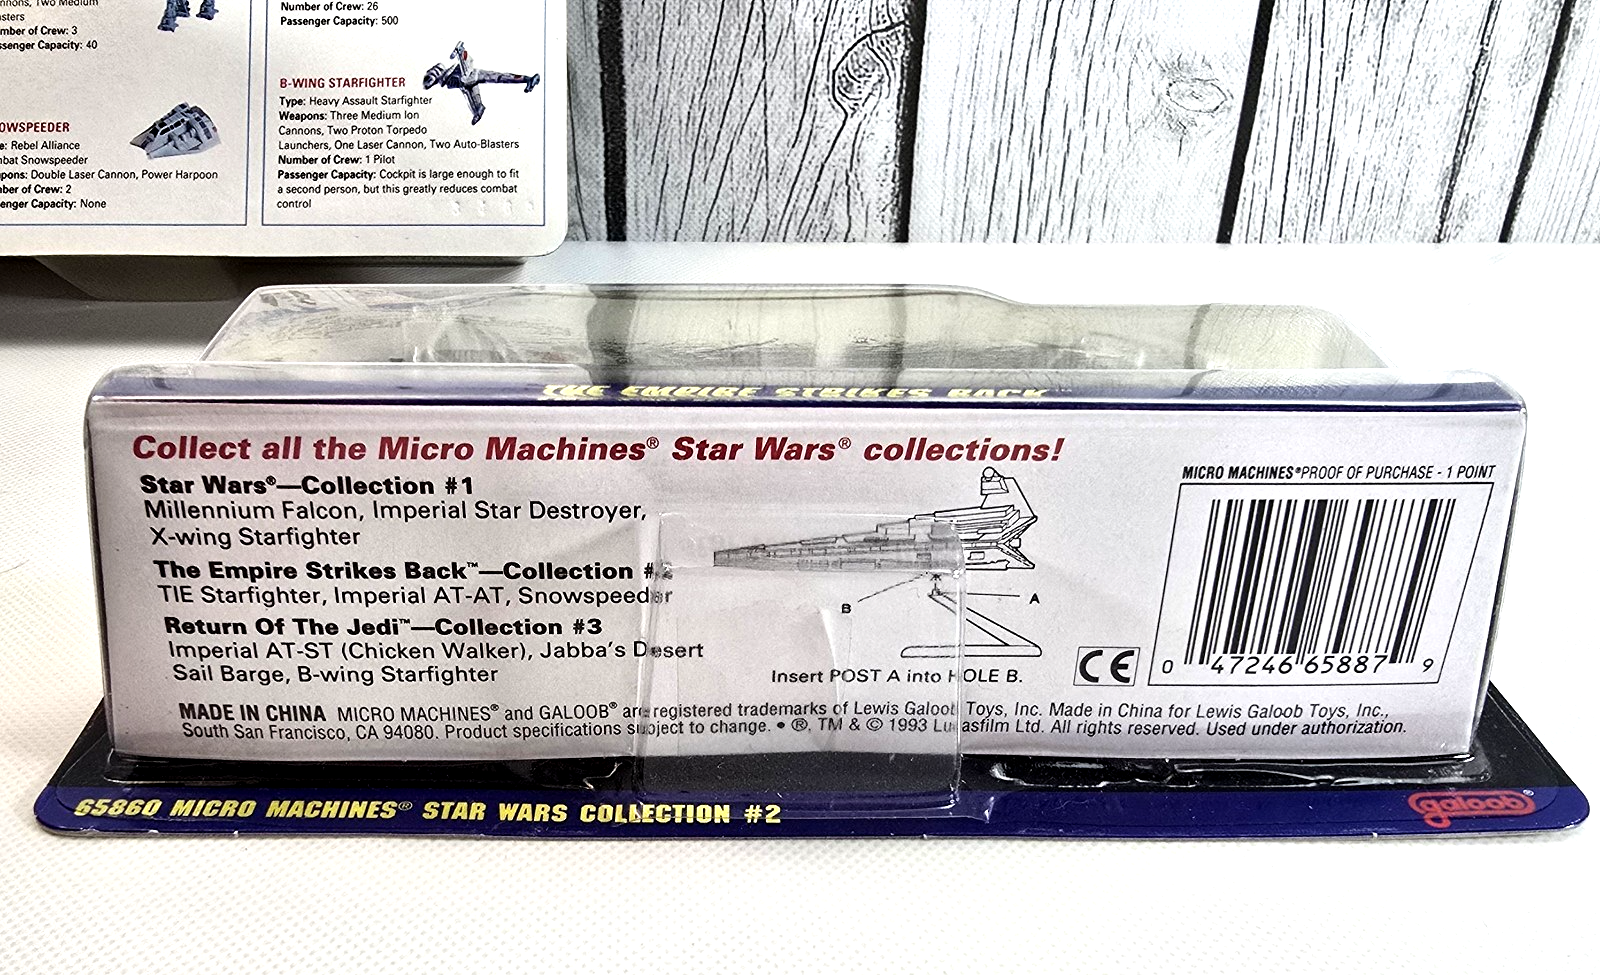 Medium
Number of Crew: 3
Passenger Capacity: 40
Type: Rebel Alliance
Snowspeeder
Weapons: Double Laser Cannon, Power Harpoon
Number of Crew: 2
Passenger Capacity: None
Number of Crew: 26
Passenger Capacity: 500
B-WING STARFIGHTER
Type: Heavy Assault Starfighter
Weapons: Three Medium Ion
Cannons, Two Proton Torpedo
Launchers, One Laser Cannon, Two Auto-Blasters
Number of Crew: 1 Pilot
Passenger Capacity: Cockpit is large enough to fit
a second person, but this greatly reduces combat
control
THE EMPIRE STRIKES BACK™
Collect all the Micro Machines® Star Wars® collections!
Star Wars®—Collection #1
Millennium Falcon, Imperial Star Destroyer,
X-wing Starfighter
The Empire Strikes Back™—Collection #2
TIE Starfighter, Imperial AT-AT, Snowspeeder
Return Of The Jedi™—Collection #3
Imperial AT-ST (Chicken Walker), Jabba's Desert
Sail Barge, B-wing Starfighter
B
A
Insert POST A into HOLE B.
CE
MICRO MACHINES® PROOF OF PURCHASE - 1 POINT
0 47246 65887 9
MADE IN CHINA MICRO MACHINES® and GALOOB® are registered trademarks of Lewis Galoob Toys, Inc. Made in China for Lewis Galoob Toys, Inc.,
South San Francisco, CA 94080. Product specifications subject to change. • ®, TM & © 1993 Lucasfilm Ltd. All rights reserved. Used under authorization.
65860 MICRO MACHINES® STAR WARS COLLECTION #2
galoob®